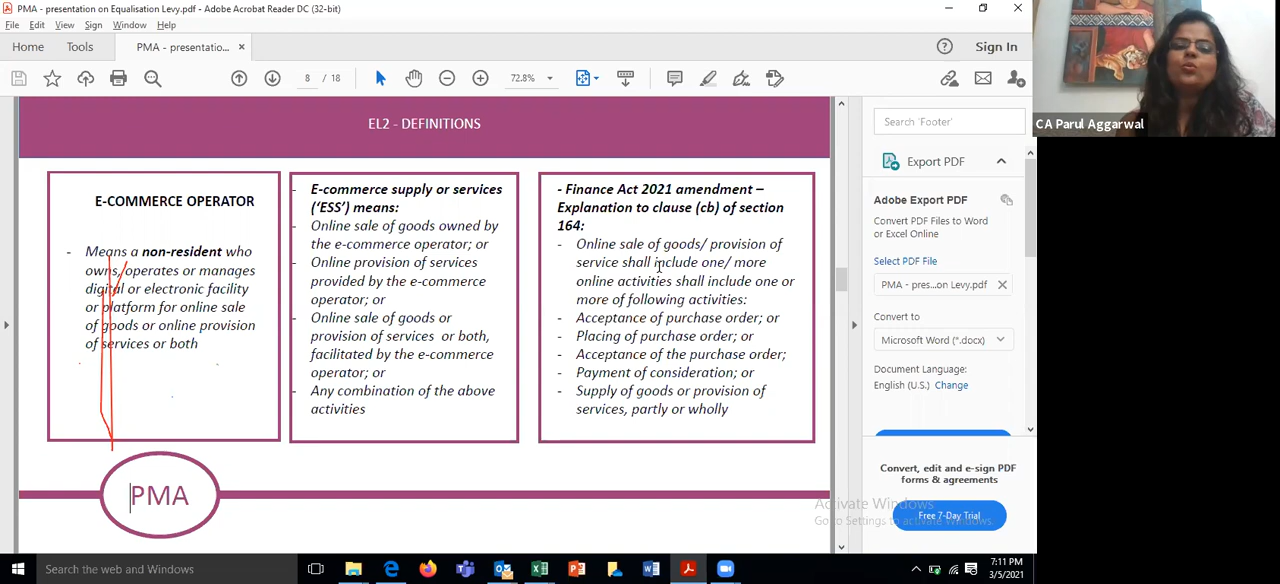 PMA - presentation on Equalisation Levy.pdf - Adobe Acrobat Reader DC (32-bit)
File Edit View Sign Window Help
Home Tools PMA - presentatio... × Sign In
8 / 18 72.8%
CA Parul Aggarwal
EL2 - DEFINITIONS
E-COMMERCE OPERATOR
- Means a non-resident who
owns, operates or manages
digital or electronic facility
or platform for online sale
of goods or online provision
of services or both
- E-commerce supply or services
('ESS') means:
- Online sale of goods owned by
the e-commerce operator; or
- Online provision of services
provided by the e-commerce
operator; or
- Online sale of goods or
provision of services or both,
facilitated by the e-commerce
operator; or
- Any combination of the above
activities
- Finance Act 2021 amendment –
Explanation to clause (cb) of section
164:
- Online sale of goods/ provision of
service shall include one/ more
online activities shall include one or
more of following activities:
- Acceptance of purchase order; or
- Placing of purchase order; or
- Acceptance of the purchase order;
- Payment of consideration; or
- Supply of goods or provision of
services, partly or wholly
PMA
Search 'Footer'
Export PDF
Adobe Export PDF
Convert PDF Files to Word
or Excel Online
Select PDF File
PMA - pres...on Levy.pdf
Convert to
Microsoft Word (*.docx)
Document Language:
English (U.S.) Change
Convert, edit and e-sign PDF
forms & agreements
Free 7-Day Trial
Activate Windows
Go to Settings to activate Windows.
Search the web and Windows
7:11 PM
3/5/2021